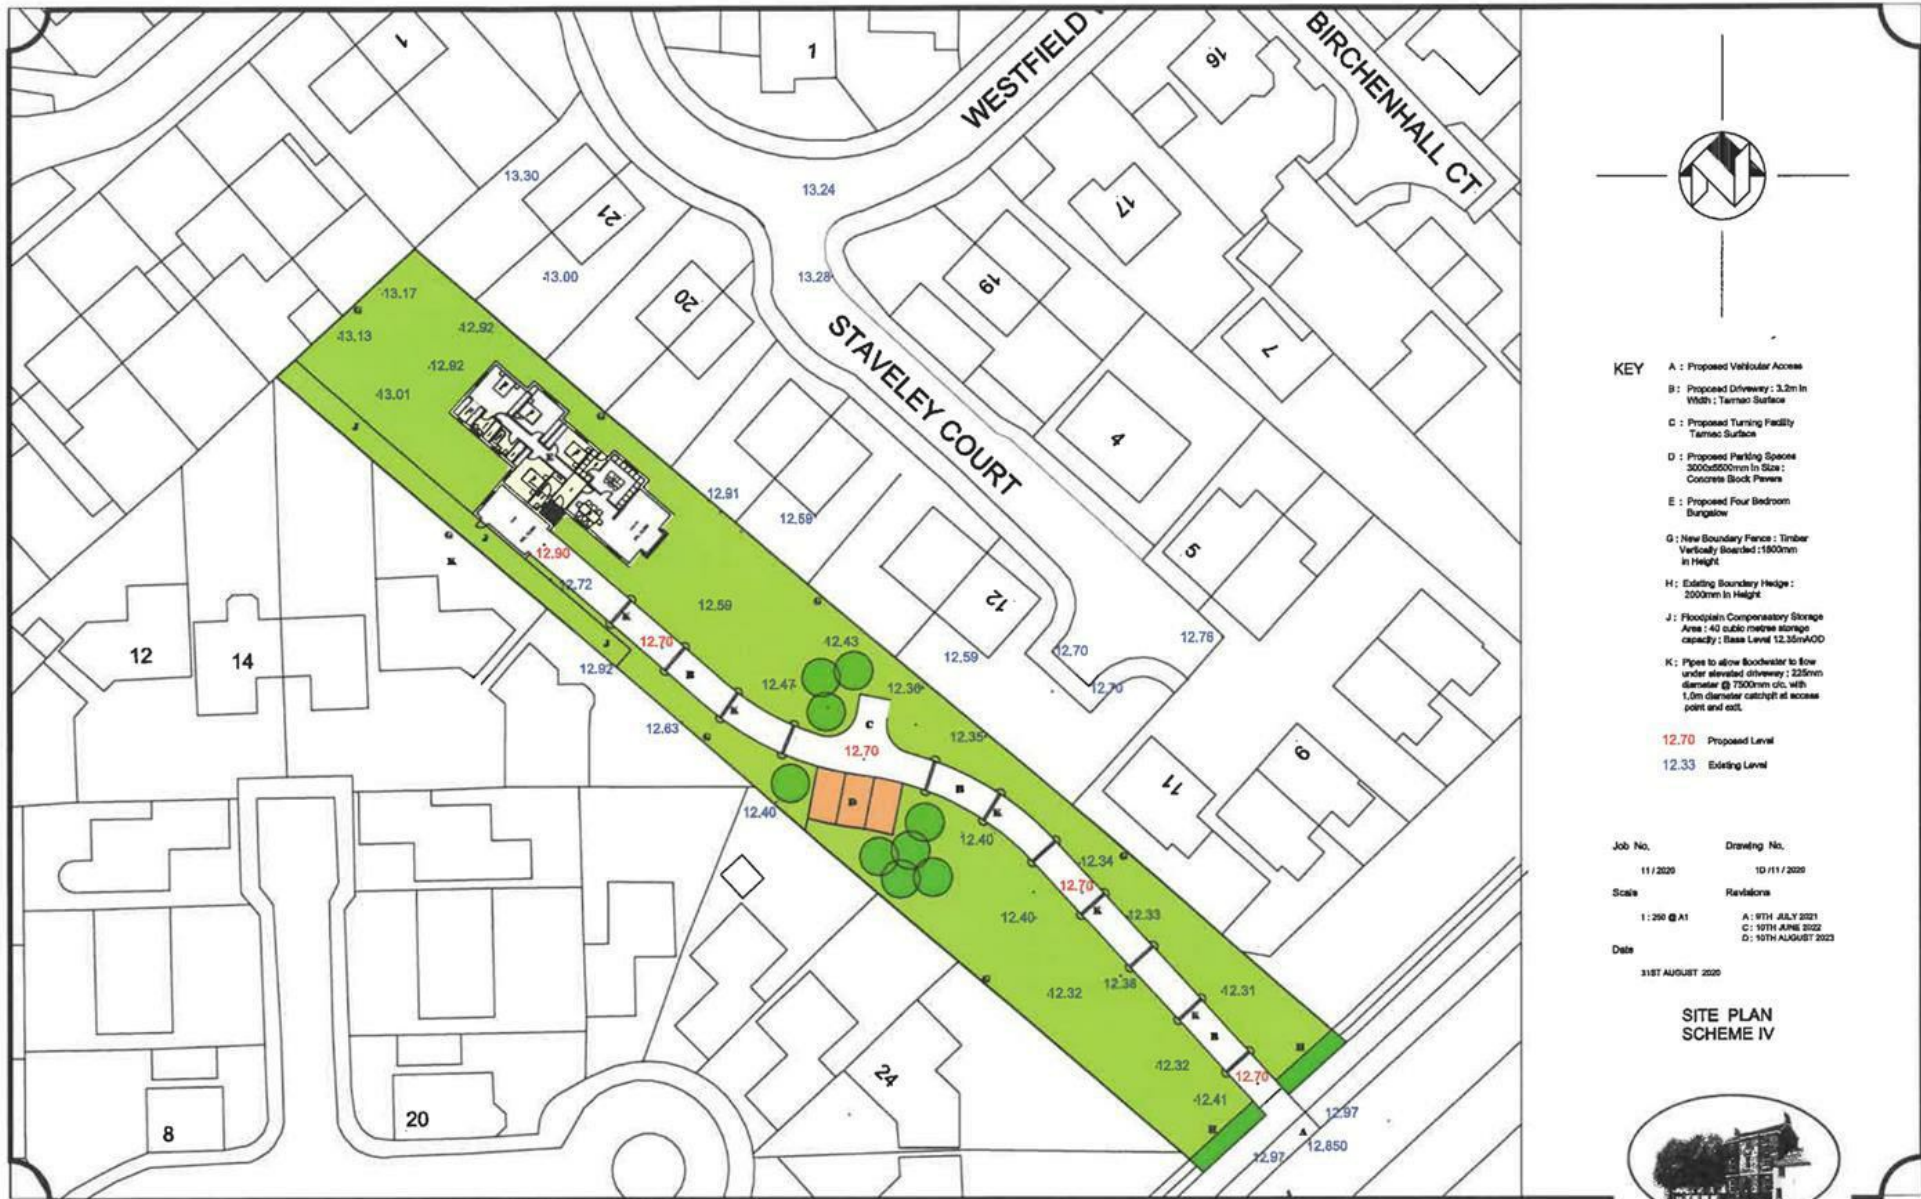 1
1
WESTFIELD
BIRCHENHALL CT
16
13.30
13.24
21
17
13.00
13.28
19
20
7
STAVELEY COURT
13.17
13.13
12.92
12.92
13.01
4
12.91
12.59
5
12.90
12.72
12
14
12.59
12
12.76
12.70
12.43
12.59
12.70
12.92
12.70
12.47
12.36
12.63
12.70
12.35
11
9
12.40
12.40
12.34
12.70
12.40
12.33
12.38
12.32
12.31
12.32
12.70
12.41
24
20
8
12.97
12.850
12.97
A
B
C
D
E
G
H
J
K
KEY
A : Proposed Vehicular Access
B : Proposed Driveway : 3.2m in
Width : Tarmac Surface
C : Proposed Turning Facility
Tarmac Surface
D : Proposed Parking Spaces
3000x5500mm in Size :
Concrete Block Pavers
E : Proposed Four Bedroom
Bungalow
G : New Boundary Fence : Timber
Vertically Boarded : 1800mm
in Height
H : Existing Boundary Hedge :
2000mm in Height
J : Floodplain Compensatory Storage
Area : 40 cubic metres storage
capacity ; Base Level 12.35mAOD
K : Pipes to allow floodwater to flow
under elevated driveway : 225mm
diameter @ 7500mm c/c. with
1.0m diameter catchpit at access
point and exit.
12.70 Proposed Level
12.33 Existing Level
Job No. Drawing No.
11 / 2020 1D /11 / 2020
Scale Revisions
1 : 250 @ A1 A : 9TH JULY 2021
C : 10TH JUNE 2022
D : 10TH AUGUST 2023
Date
31ST AUGUST 2020
SITE PLAN
SCHEME IV